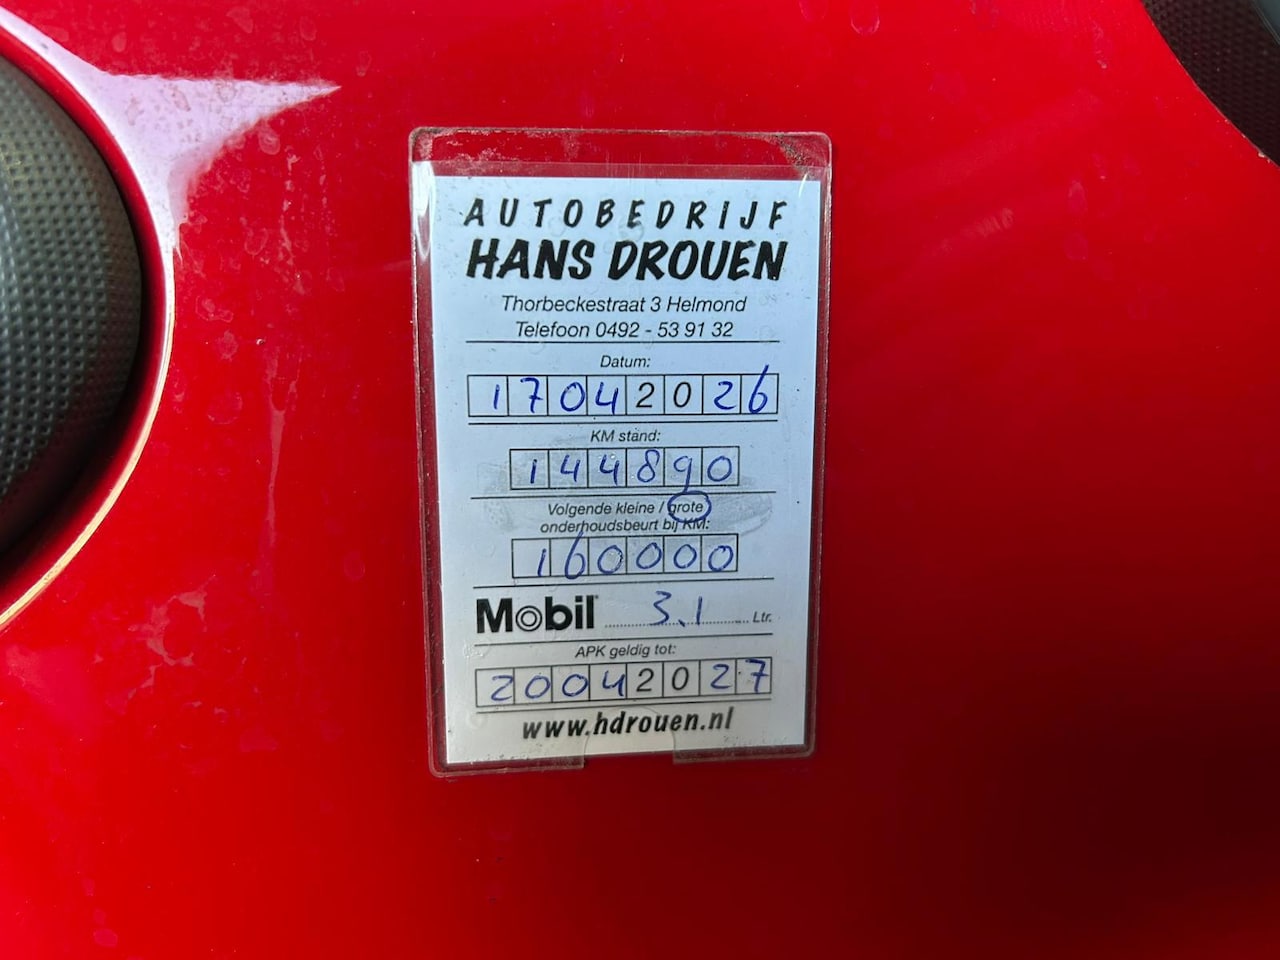 AUTOBEDRIJF
HANS DROUEN
Thorbeckestraat 3 Helmond
Telefoon 0492 - 53 91 32
Datum:
17042026
KM stand:
144890
Volgende kleine / grote
onderhoudsbeurt bij KM:
160000
Mobil 3.1 Ltr.
APK geldig tot:
20042027
www.hdrouen.nl